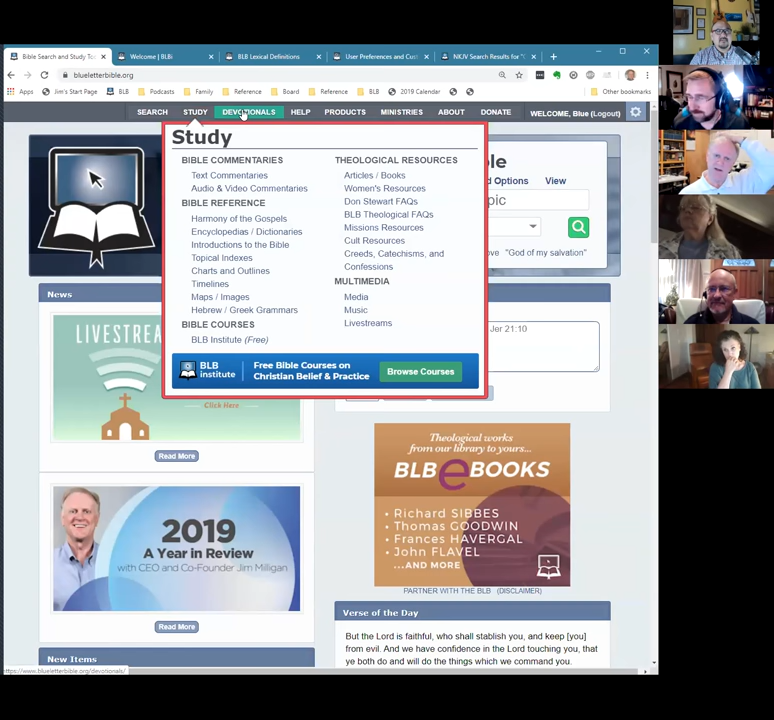 Bible Search and Study To
Welcome | BLBi
BLB Lexical Definitions
User Preferences and Cus
NKJV Search Results for "G
blueletterbible.org
Apps
Jim's Start Page
BLB
Podcasts
Family
Reference
Board
Reference
BLB
2019 Calendar
Other bookmarks
SEARCH
STUDY
DEVOTIONALS
HELP
PRODUCTS
MINISTRIES
ABOUT
DONATE
WELCOME, Blue (Logout)
Study
BIBLE COMMENTARIES
Text Commentaries
Audio & Video Commentaries
BIBLE REFERENCE
Harmony of the Gospels
Encyclopedias / Dictionaries
Introductions to the Bible
Topical Indexes
Charts and Outlines
Timelines
Maps / Images
Hebrew / Greek Grammars
BIBLE COURSES
BLB Institute (Free)
THEOLOGICAL RESOURCES
Articles / Books
Women's Resources
Don Stewart FAQs
BLB Theological FAQs
Missions Resources
Cult Resources
Creeds, Catechisms, and
Confessions
MULTIMEDIA
Media
Music
Livestreams
BLB
institute
Free Bible Courses on
Christian Belief & Practice
Browse Courses
ble
d Options
View
pic
ove "God of my salvation"
News
LIVESTREAM
Click Here
Read More
Jer 21:10
2019
A Year in Review
with CEO and Co-Founder Jim Milligan
Read More
New Items
Theological works
from our library to yours...
BLB eBOOKS
• Richard SIBBES
• Thomas GOODWIN
• Frances HAVERGAL
• John FLAVEL
...AND MORE
PARTNER WITH THE BLB (DISCLAIMER)
Verse of the Day
But the Lord is faithful, who shall stablish you, and keep [you]
from evil. And we have confidence in the Lord touching you, that
ye both do and will do the things which we command you.
https://www.blueletterbible.org/devotionals/